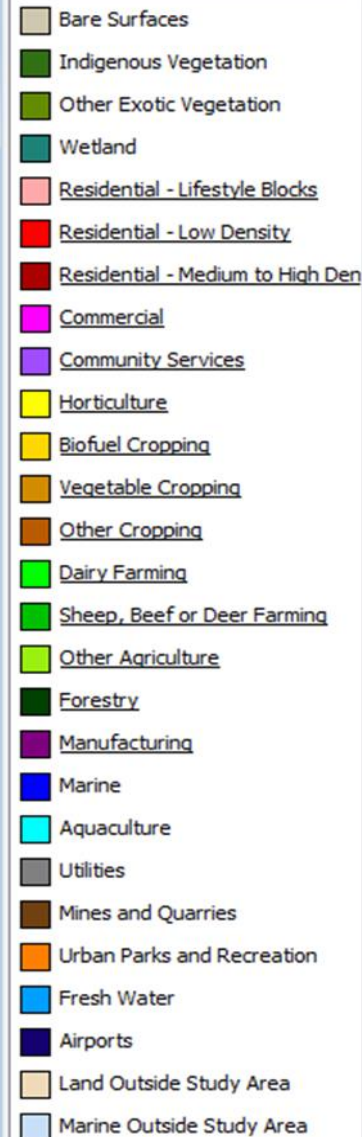 Bare Surfaces
Indigenous Vegetation
Other Exotic Vegetation
Wetland
Residential - Lifestyle Blocks
Residential - Low Density
Residential - Medium to High Den
Commercial
Community Services
Horticulture
Biofuel Cropping
Vegetable Cropping
Other Cropping
Dairy Farming
Sheep, Beef or Deer Farming
Other Agriculture
Forestry
Manufacturing
Marine
Aquaculture
Utilities
Mines and Quarries
Urban Parks and Recreation
Fresh Water
Airports
Land Outside Study Area
Marine Outside Study Area